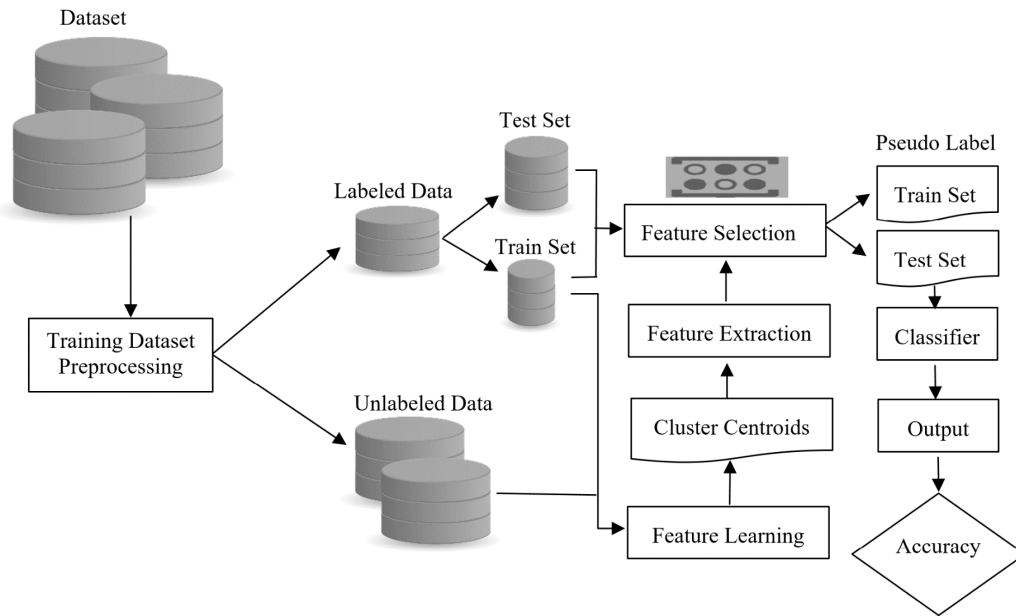 Dataset
Test Set
Pseudo Label
Labeled Data
Train Set
Feature Selection
Train Set
Test Set
Training Dataset
Preprocessing
Feature Extraction
Classifier
Unlabeled Data
Cluster Centroids
Output
Feature Learning
Accuracy